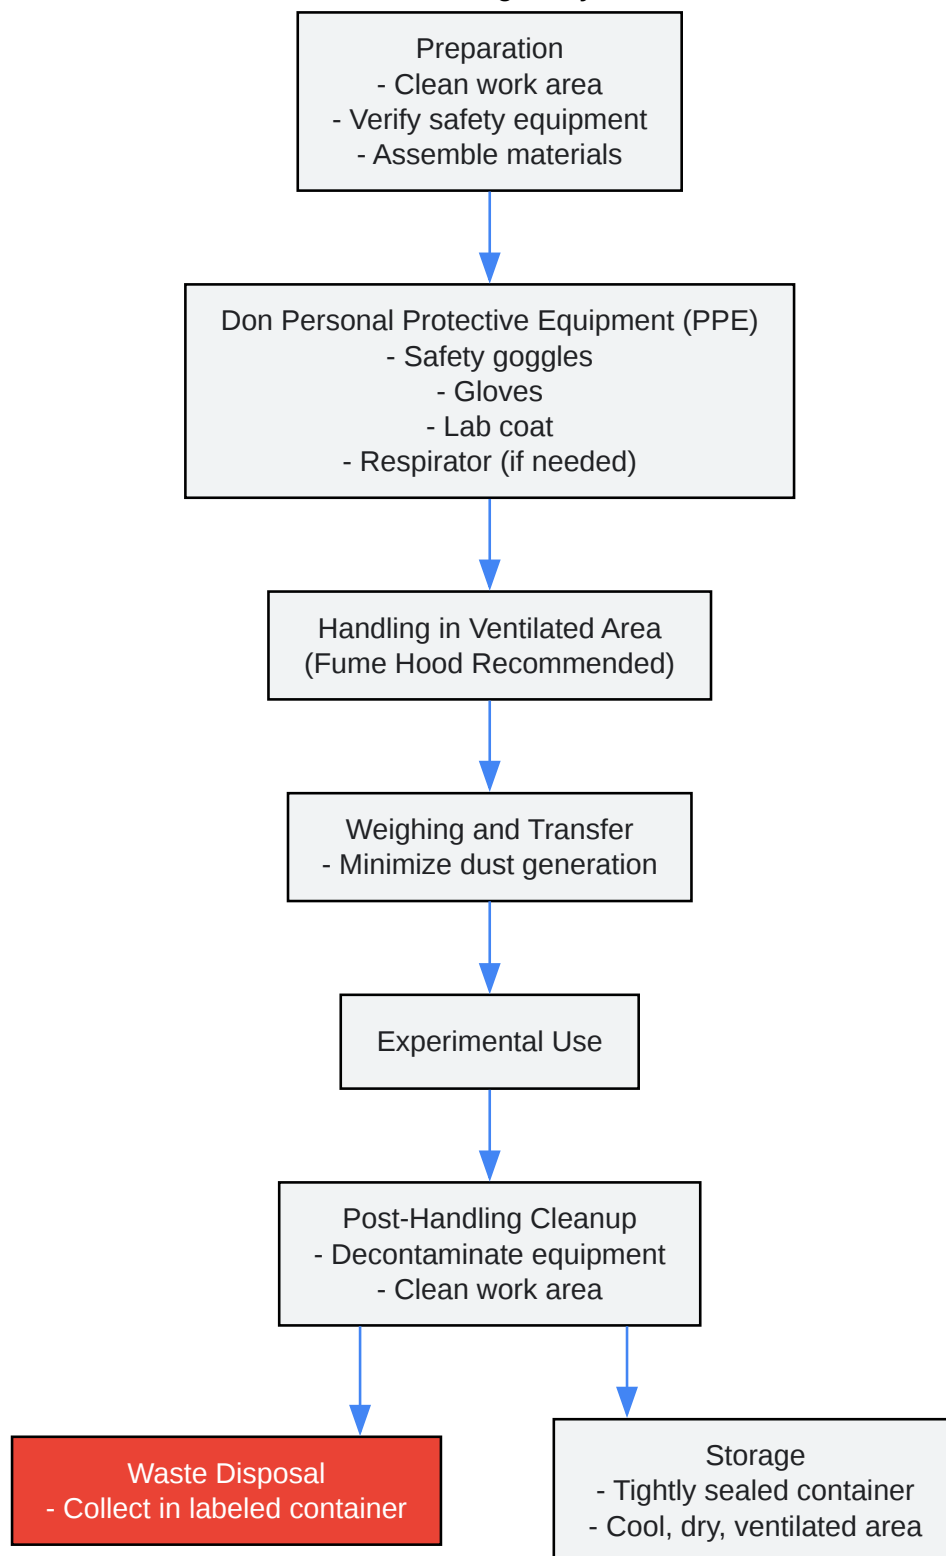 Preparation
- Clean work area
- Verify safety equipment
- Assemble materials
Don Personal Protective Equipment (PPE)
- Safety goggles
- Gloves
- Lab coat
- Respirator (if needed)
Handling in Ventilated Area
(Fume Hood Recommended)
Weighing and Transfer
- Minimize dust generation
Experimental Use
Post-Handling Cleanup
- Decontaminate equipment
- Clean work area
Waste Disposal
- Collect in labeled container
Storage
- Tightly sealed container
- Cool, dry, ventilated area